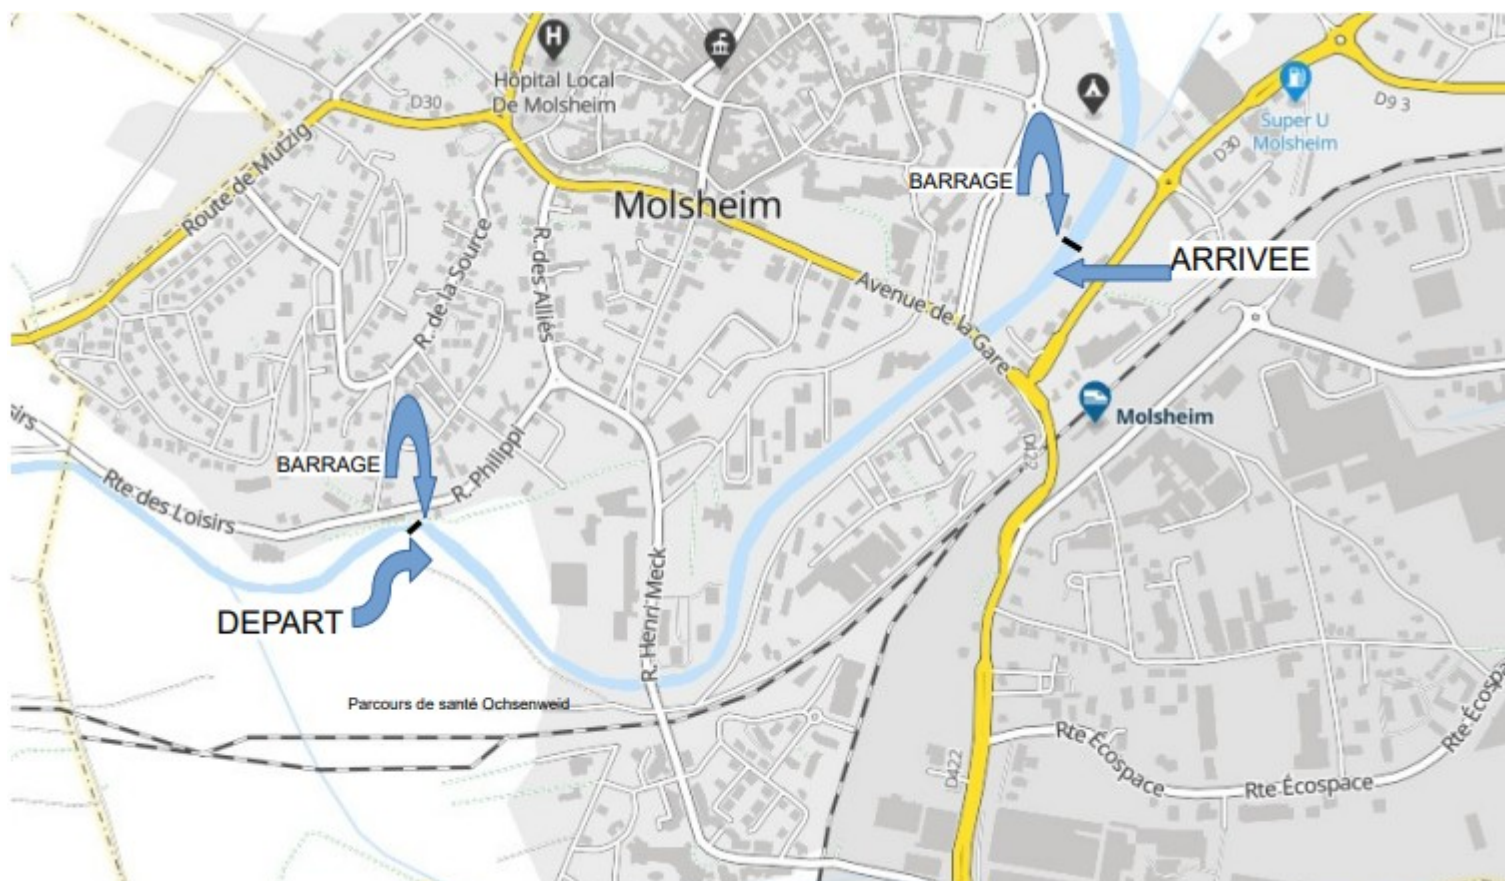 Hôpital Local
De Molsheim
D30
D9 3
Super U
Molsheim
D30
Route de Mutzig
BARRAGE
Molsheim
R. de la Source
R. des Alliés
ARRIVEE
Avenue de la Gare
Molsheim
D422
BARRAGE
R. Philippi
Rte des Loisirs
DEPART
R. Henri Meck
Parcours de santé Ochsenweid
D422
Rte Écospace
Rte Écospace